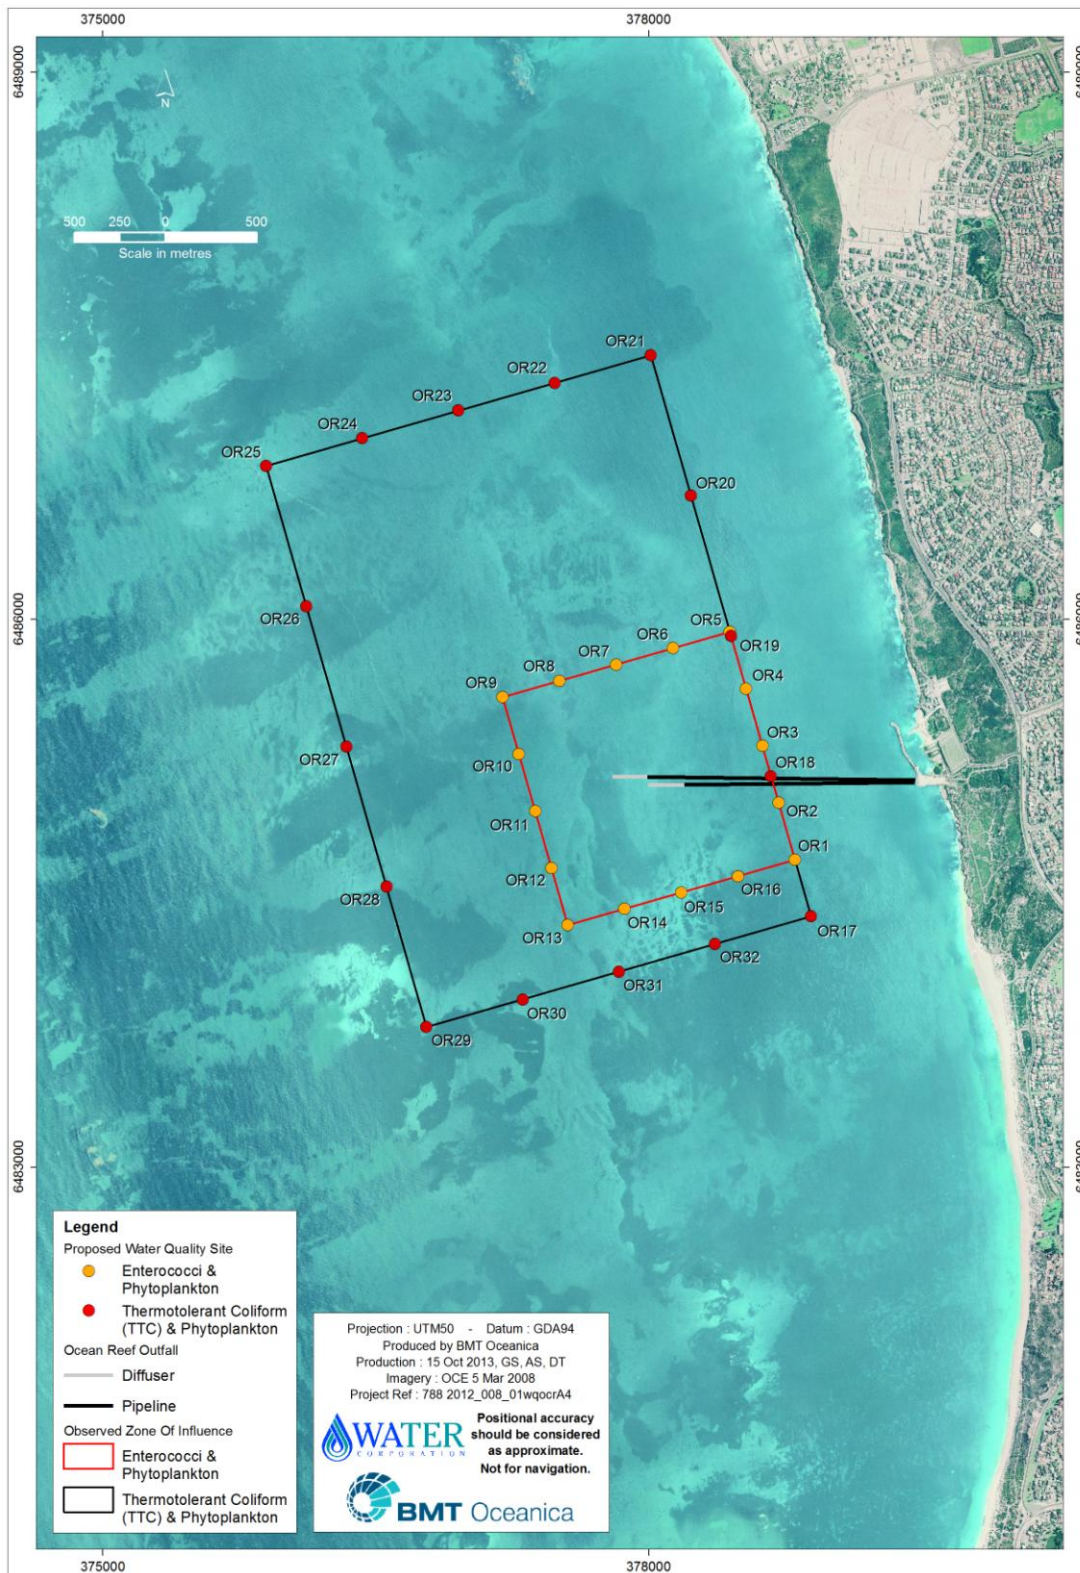 375000
378000
6489000
6489000
N
500
250
0
500
Scale in metres
OR21
OR22
OR23
OR24
OR25
OR20
OR26
OR5
OR6
OR19
OR7
OR8
OR4
OR9
OR3
OR27
OR10
OR18
OR2
OR11
OR1
OR12
OR16
OR28
OR15
OR14
OR17
OR13
OR32
OR31
OR30
OR29
6486000
6486000
6483000
6483000
Legend
Proposed Water Quality Site
Enterococci &
Phytoplankton
Thermotolerant Coliform
(TTC) & Phytoplankton
Ocean Reef Outfall
Diffuser
Pipeline
Observed Zone Of Influence
Enterococci &
Phytoplankton
Thermotolerant Coliform
(TTC) & Phytoplankton
Projection : UTM50 - Datum : GDA94
Produced by BMT Oceanica
Production : 15 Oct 2013, GS, AS, DT
Imagery : OCE 5 Mar 2008
Project Ref : 788 2012_008_01wqocrA4
WATER
CORPORATION
Positional accuracy
should be considered
as approximate.
Not for navigation.
BMT Oceanica
375000
378000